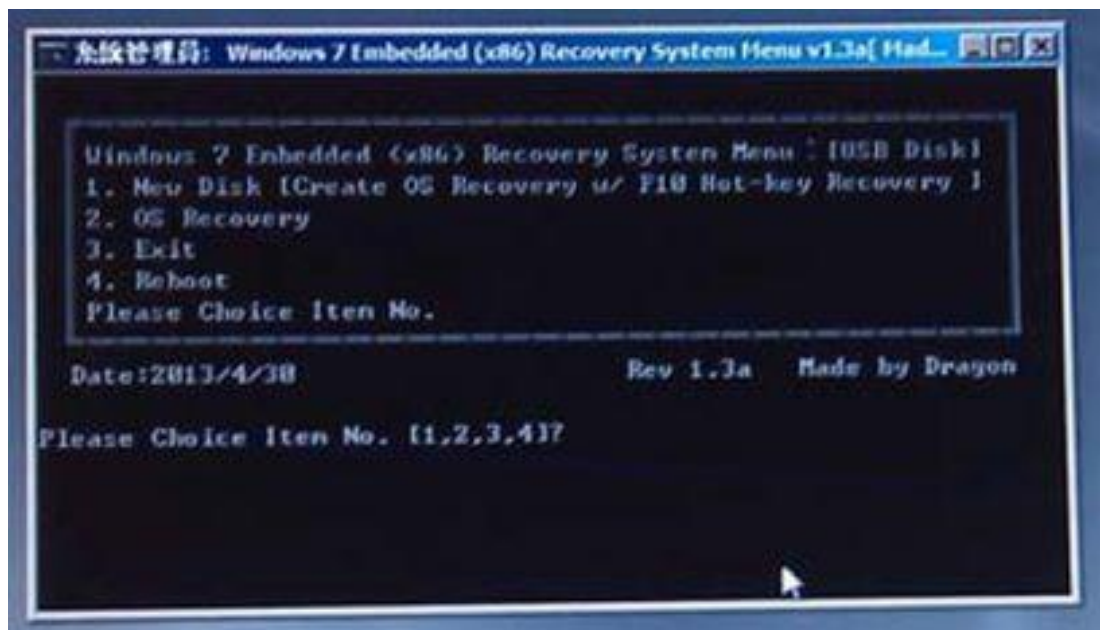 系統管理員: Windows 7 Embedded (x86) Recovery System Menu v1.3a[ Mad...
Windows 7 Embedded (x86) Recovery System Menu : [USB Disk]
1. New Disk [Create OS Recovery w/ F10 Hot-key Recovery ]
2. OS Recovery
3. Exit
4. Reboot
Please Choice Item No.
Date:2013/4/30 Rev 1.3a Made by Dragon
Please Choice Item No. [1,2,3,4]?